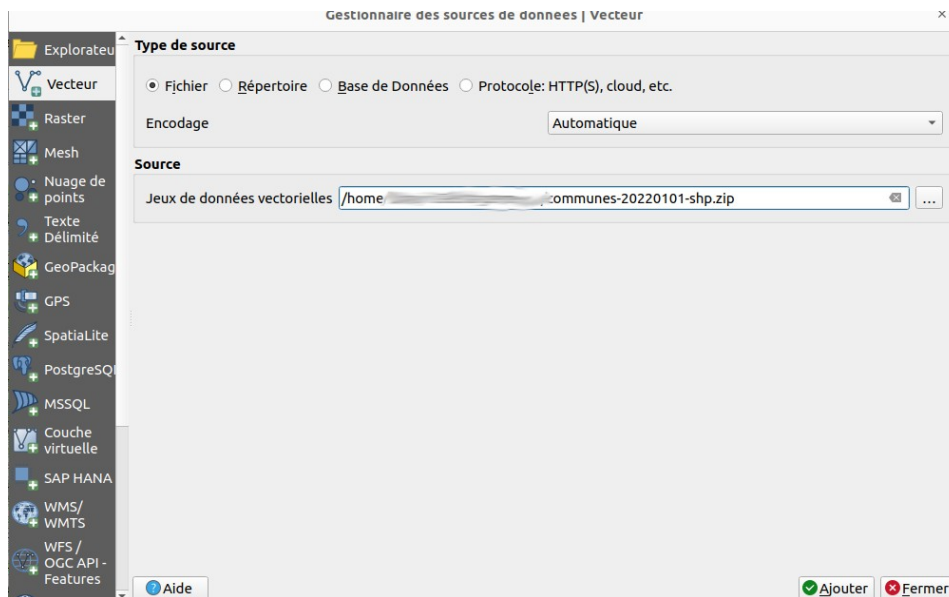 Gestionnaire des sources de données | Vecteur
Explorateu
Vecteur
Raster
Mesh
Nuage de
points
Texte
Délimité
GeoPackag
GPS
SpatiaLite
PostgreSQ
MSSQL
Couche
virtuelle
SAP HANA
WMS/
WMTS
WFS /
OGC API -
Features
Type de source
Fichier Répertoire Base de Données Protocole: HTTP(S), cloud, etc.
Encodage Automatique
Source
Jeux de données vectorielles /home communes-20220101-shp.zip ...
Aide Ajouter Fermer